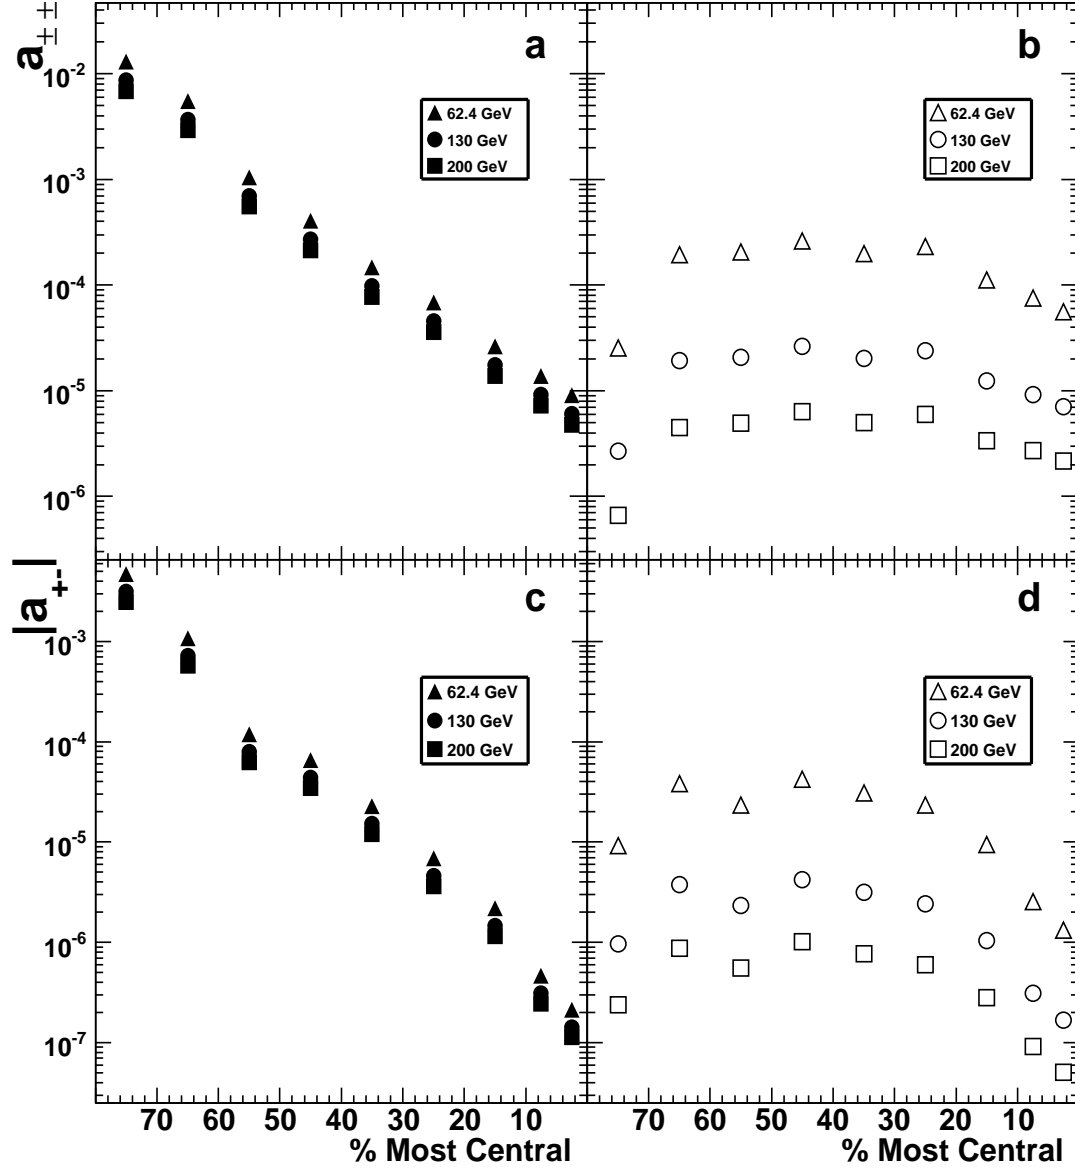 a±± a b
10-2
62.4 GeV 62.4 GeV
130 GeV 130 GeV
200 GeV 200 GeV
10-3
10-4
10-5
10-6
|a+-| c d
10-3
62.4 GeV 62.4 GeV
130 GeV 130 GeV
200 GeV 200 GeV
10-4
10-5
10-6
10-7
70 60 50 40 30 20 10 70 60 50 40 30 20 10
% Most Central % Most Central